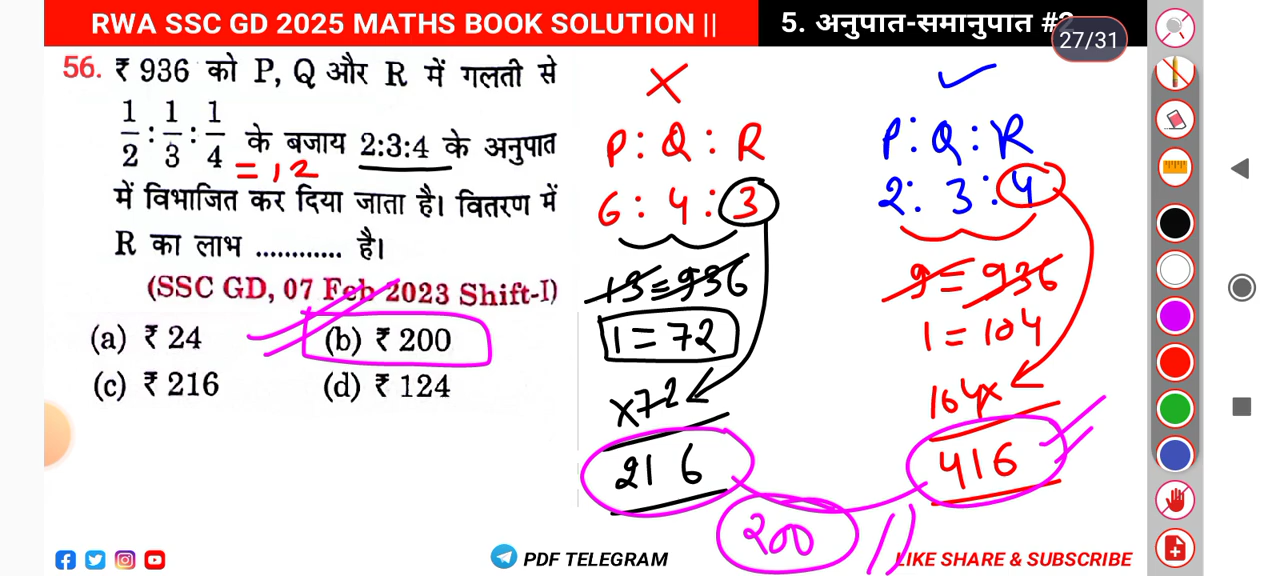 RWA SSC GD 2025 MATHS BOOK SOLUTION ||
5. अनुपात-समानुपात #2
27/31
56. ₹ 936 को P, Q और R में गलती से
1/2 : 1/3 : 1/4 के बजाय 2:3:4 के अनुपात
= 12
में विभाजित कर दिया जाता है। वितरण में
R का लाभ ............ है।
(SSC GD, 07 Feb 2023 Shift-I)
(a) ₹ 24 (b) ₹ 200
(c) ₹ 216 (d) ₹ 124
P : Q : R
6 : 4 : 3
13 = 936
1 = 72
×72
216
P : Q : R
2 : 3 : 4
9 = 936
1 = 104
104×
416
200
PDF TELEGRAM
LIKE SHARE & SUBSCRIBE